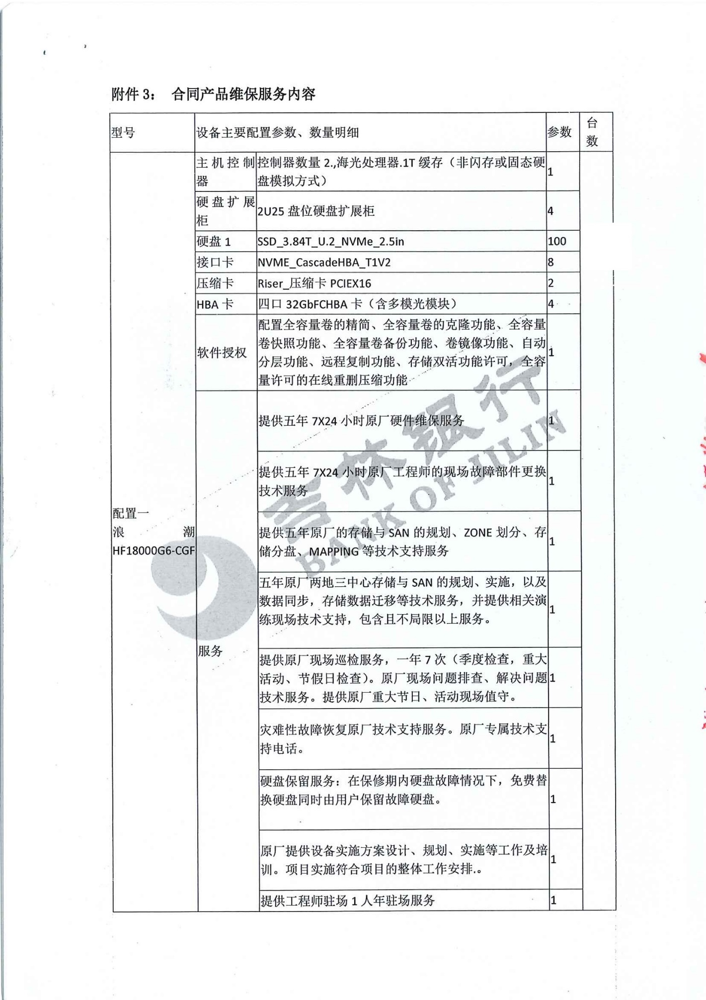 附件 3： 合同产品维保服务内容
型号 设备主要配置参数、数量明细 参数 台
数
主机控制 控制器数量 2.,海光处理器.1T 缓存（非闪存或固态硬
器 盘模拟方式） 1
硬盘扩展
柜 2U25 盘位硬盘扩展柜 4
硬盘 1 SSD_3.84T_U.2_NVMe_2.5in 100
接口卡 NVME_CascadeHBA_T1V2 8
压缩卡 Riser_压缩卡 PCIEX16 2
HBA 卡 四口 32GbFCHBA 卡（含多模光模块） 4
配置全容量卷的精简、全容量卷的克隆功能、全容量
卷快照功能、全容量卷备份功能、卷镜像功能、自动
软件授权 分层功能、远程复制功能、存储双活功能许可，全容 1
量许可的在线重删压缩功能
提供五年 7X24 小时原厂硬件维保服务 1
提供五年 7X24 小时原厂工程师的现场故障部件更换
技术服务 1
配置一
浪潮
HF18000G6-CGF
提供五年原厂的存储与 SAN 的规划、ZONE 划分、存
储分盘、MAPPING 等技术支持服务 1
五年原厂两地三中心存储与 SAN 的规划、实施，以及
数据同步，存储数据迁移等技术服务，并提供相关演
练现场技术支持，包含且不局限以上服务。 1
服务
提供原厂现场巡检服务，一年 7 次（季度检查，重大
活动、节假日检查）。原厂现场问题排查、解决问题 1
技术服务。提供原厂重大节日、活动现场值守。
灾难性故障恢复原厂技术支持服务。原厂专属技术支
持电话。 1
硬盘保留服务：在保修期内硬盘故障情况下，免费替
换硬盘同时由用户保留故障硬盘。 1
原厂提供设备实施方案设计、规划、实施等工作及培
训。项目实施符合项目的整体工作安排.。 1
提供工程师驻场 1 人年驻场服务 1
吉林银行
BANK OF JILIN